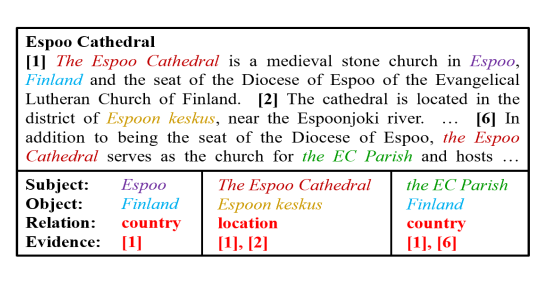 Espoo Cathedral
[1] The Espoo Cathedral is a medieval stone church in Espoo,
Finland and the seat of the Diocese of Espoo of the Evangelical
Lutheran Church of Finland. [2] The cathedral is located in the
district of Espoon keskus, near the Espoonjoki river. … [6] In
addition to being the seat of the Diocese of Espoo, the Espoo
Cathedral serves as the church for the EC Parish and hosts …
Subject: Espoo The Espoo Cathedral the EC Parish
Object: Finland Espoon keskus Finland
Relation: country location country
Evidence: [1] [1], [2] [1], [6]